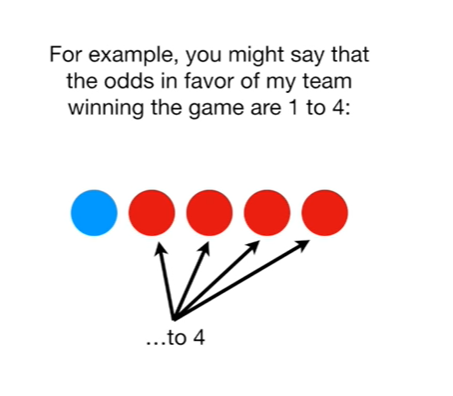 For example, you might say that
the odds in favor of my team
winning the game are 1 to 4:
…to 4